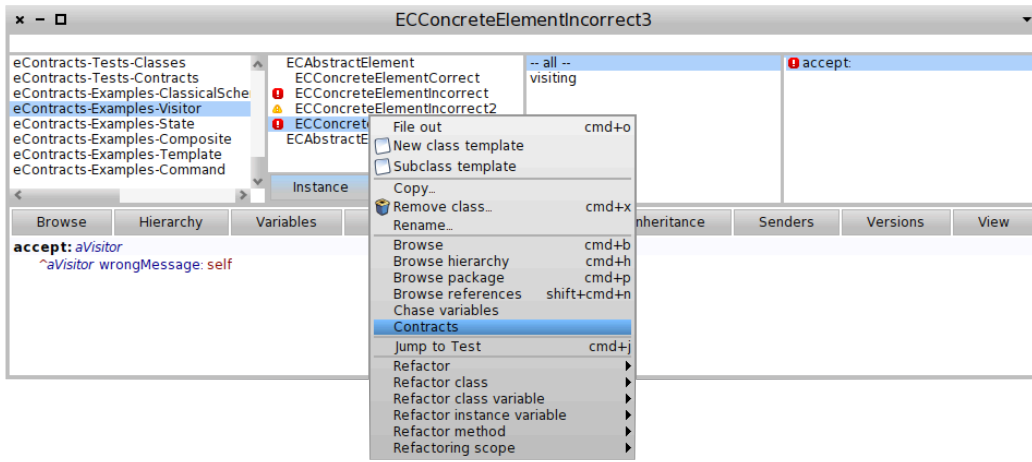 ECConcreteElementIncorrect3
eContracts-Tests-Classes
eContracts-Tests-Contracts
eContracts-Examples-ClassicalSche
eContracts-Examples-Visitor
eContracts-Examples-State
eContracts-Examples-Composite
eContracts-Examples-Template
eContracts-Examples-Command
ECAbstractElement
ECConcreteElementCorrect
ECConcreteElementIncorrect
ECConcreteElementIncorrect2
ECConcrete
ECAbstractE
Instance
-- all --
visiting
accept:
Browse Hierarchy Variables nheritance Senders Versions View
accept: aVisitor
^aVisitor wrongMessage: self
File out cmd+o
New class template
Subclass template
Copy...
Remove class... cmd+x
Rename...
Browse cmd+b
Browse hierarchy cmd+h
Browse package cmd+p
Browse references shift+cmd+n
Chase variables
Contracts
Jump to Test cmd+j
Refactor
Refactor class
Refactor class variable
Refactor instance variable
Refactor method
Refactoring scope